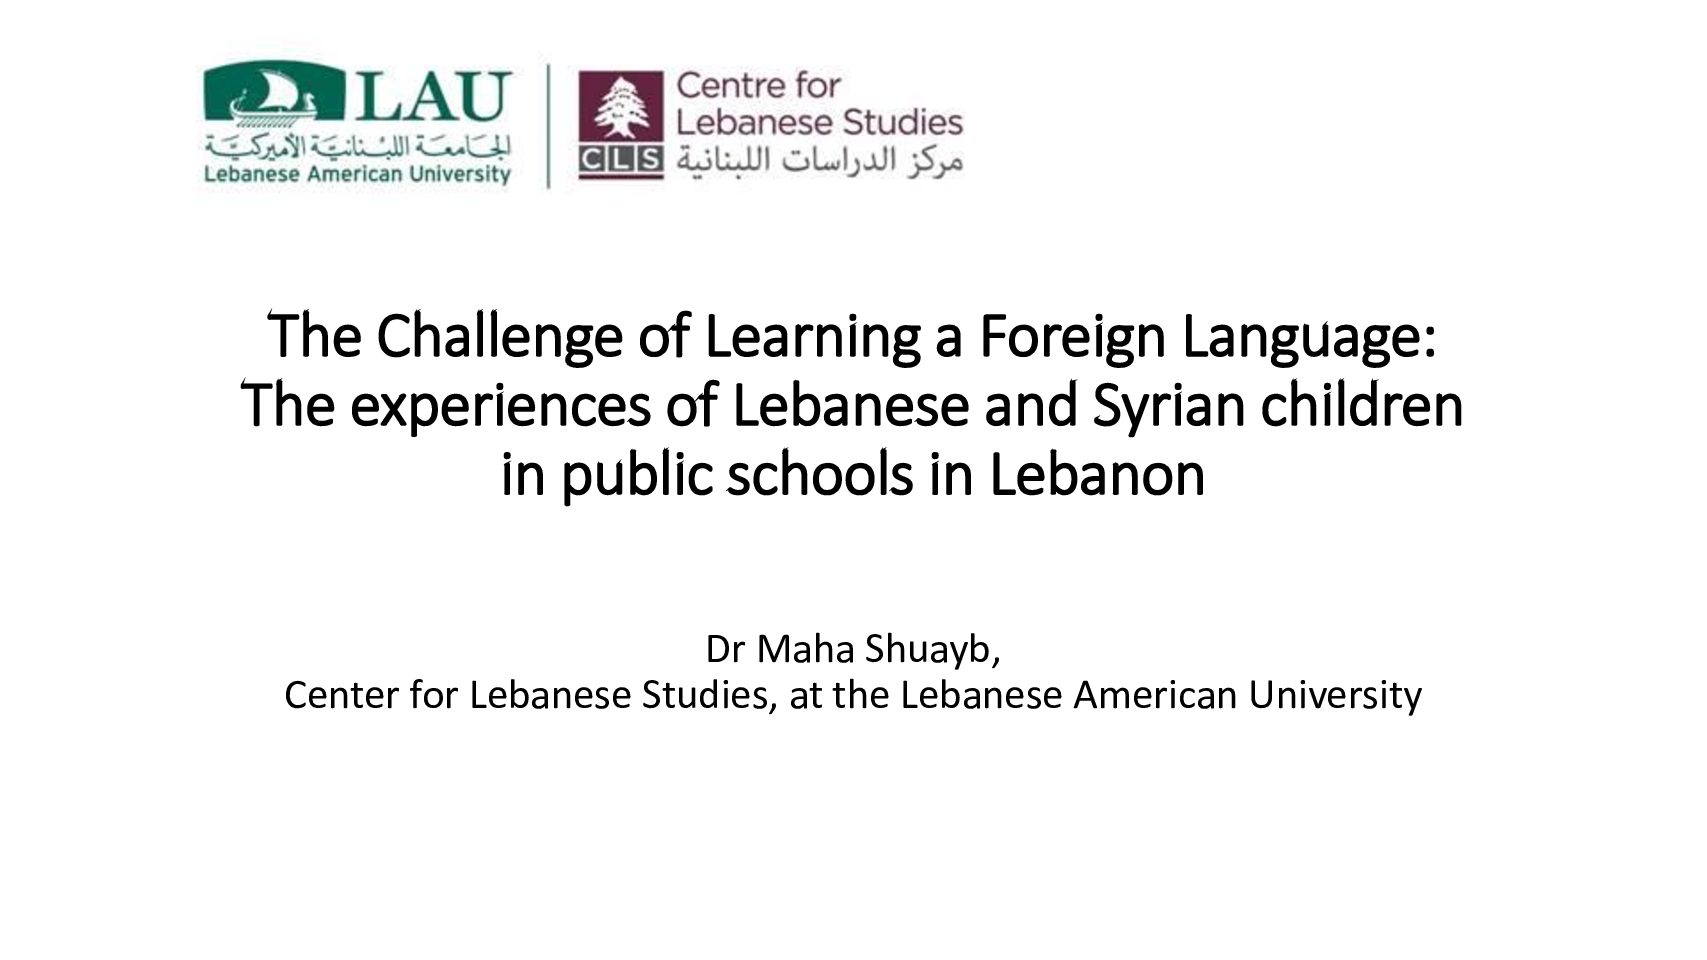 LAU
الجامعة اللبنانية الأميركية
Lebanese American University
Centre for
Lebanese Studies
CLS
مركز الدراسات اللبنانية
The Challenge of Learning a Foreign Language:
The experiences of Lebanese and Syrian children
in public schools in Lebanon
Dr Maha Shuayb,
Center for Lebanese Studies, at the Lebanese American University